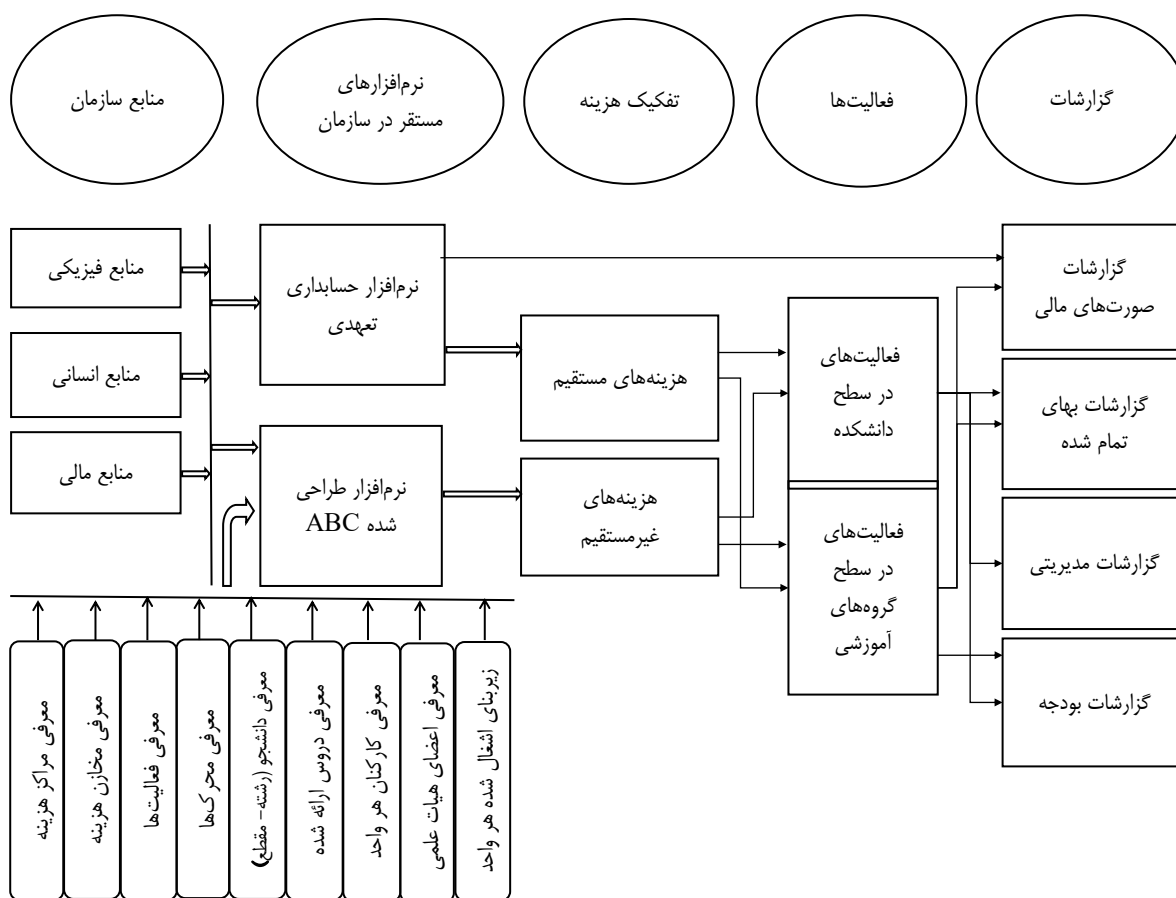 منابع سازمان
نرم‌افزارهای
مستقر در سازمان
تفکیک هزینه
فعالیت‌ها
گزارشات
منابع فیزیکی
منابع انسانی
منابع مالی
نرم‌افزار حسابداری
تعهدی
نرم‌افزار طراحی
شده ABC
هزینه‌های مستقیم
هزینه‌های
غیرمستقیم
فعالیت‌های
در سطح
دانشکده
فعالیت‌های
در سطح
گروه‌های
آموزشی
گزارشات
صورت‌های مالی
گزارشات بهای
تمام شده
گزارشات مدیریتی
گزارشات بودجه
معرفی مراکز هزینه
معرفی مخازن هزینه
معرفی فعالیت‌ها
معرفی محرک‌ها
معرفی دانشجو (رشته- مقطع)
معرفی دروس ارائه شده
معرفی کارکنان هر واحد
معرفی اعضای هیات علمی
زیربنای اشغال شده هر واحد